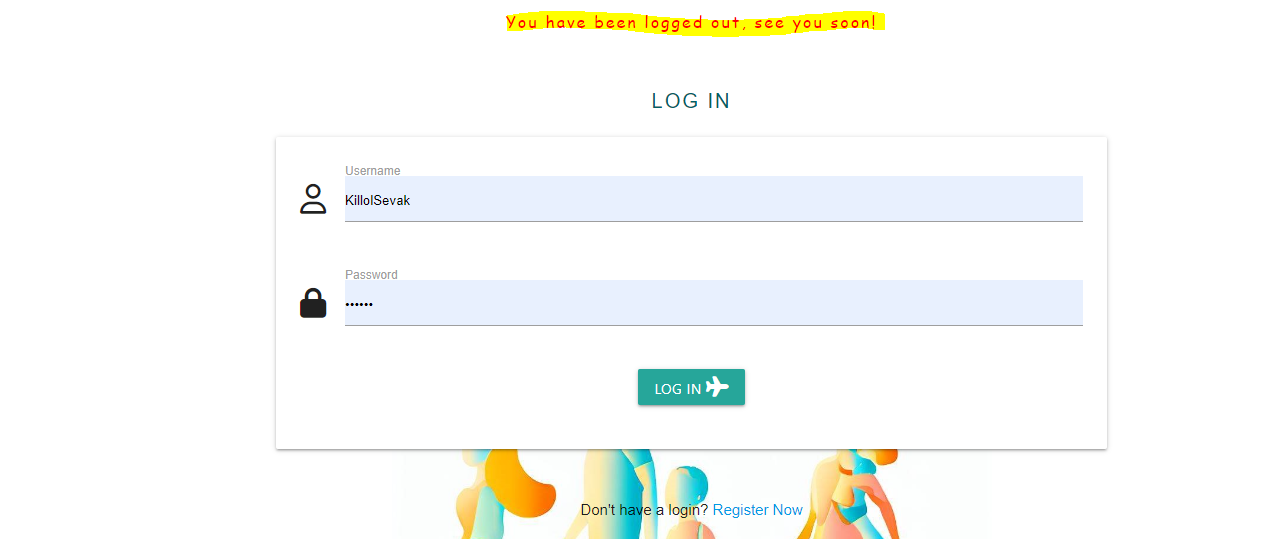 You have been logged out, see you soon!
LOG IN
Username
KillolSevak
Password
••••••
LOG IN
Don't have a login? Register Now